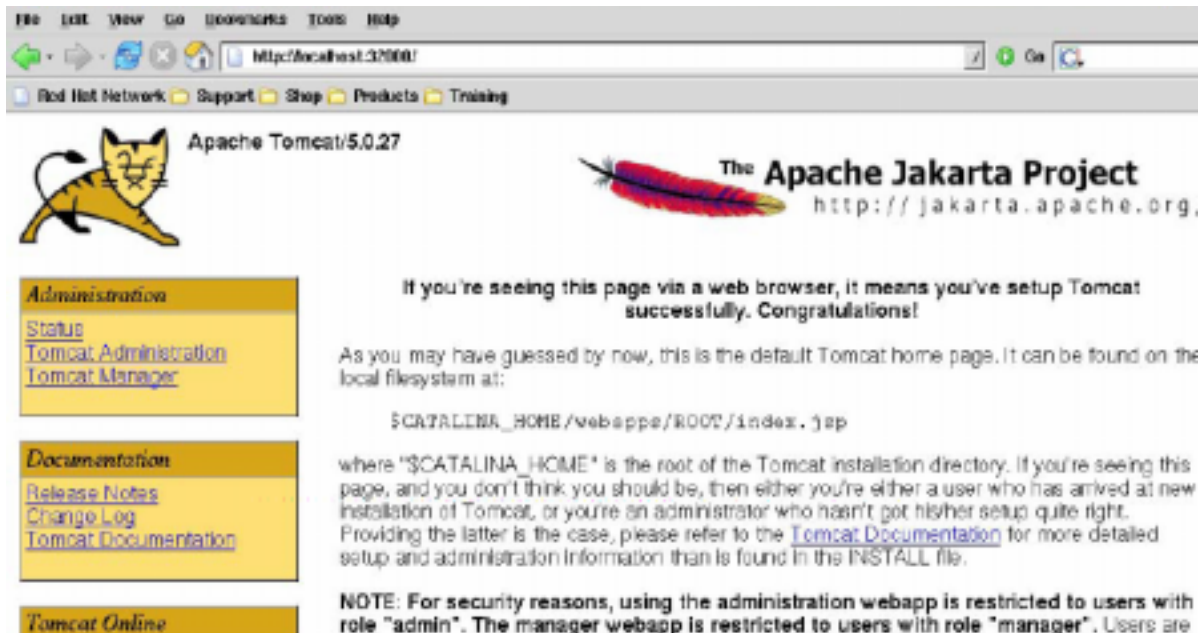 File Edit View Go Bookmarks Tools Help
Go
Red Hat Network Support Shop Products Training
Apache Tomcat/5.0.27
The Apache Jakarta Project
http://jakarta.apache.org/
Administration
Status
Tomcat Administration
Tomcat Manager
If you're seeing this page via a web browser, it means you've setup Tomcat
successfully. Congratulations!
As you may have guessed by now, this is the default Tomcat home page. It can be found on the
local filesystem at:
$CATALINA_HOME/webapps/ROOT/index.jsp
Documentation
Release Notes
Change Log
Tomcat Documentation
where "$CATALINA_HOME" is the root of the Tomcat installation directory. If you're seeing this
page, and you don't think you should be, then either you're either a user who has arrived at new
installation of Tomcat, or you're an administrator who hasn't got his/her setup quite right.
Providing the latter is the case, please refer to the Tomcat Documentation for more detailed
setup and administration information than is found in the INSTALL file.
Tomcat Online
NOTE: For security reasons, using the administration webapp is restricted to users with
role "admin". The manager webapp is restricted to users with role "manager". Users are